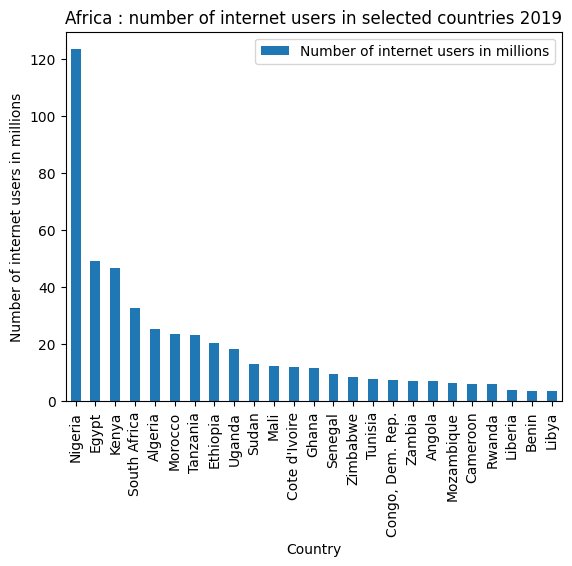 Africa : number of internet users in selected countries 2019
Number of internet users in millions
Number of internet users in millions
120
100
80
60
40
20
0
Nigeria
Egypt
Kenya
South Africa
Algeria
Morocco
Tanzania
Ethiopia
Uganda
Sudan
Mali
Cote d'Ivoire
Ghana
Senegal
Zimbabwe
Tunisia
Congo, Dem. Rep.
Zambia
Angola
Mozambique
Cameroon
Rwanda
Liberia
Benin
Libya
Country